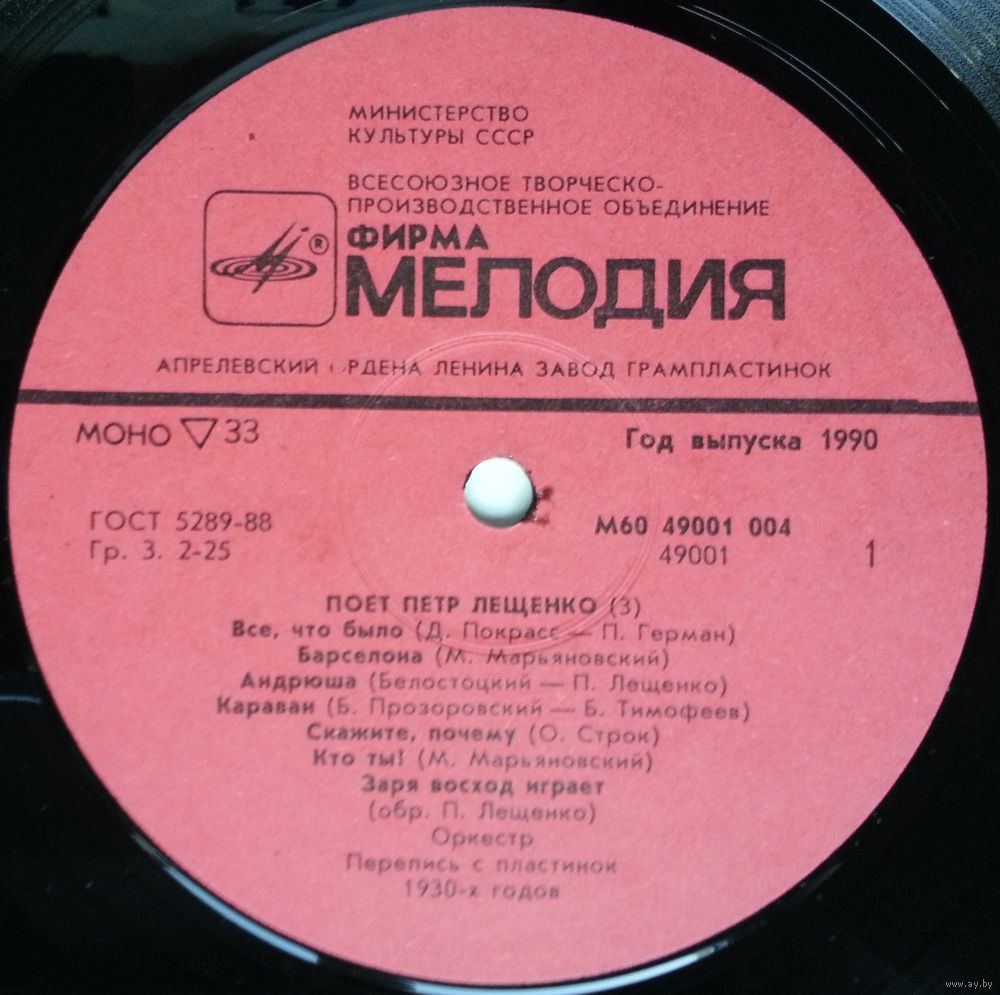 МИНИСТЕРСТВО
КУЛЬТУРЫ СССР
ВСЕСОЮЗНОЕ ТВОРЧЕСКО-
ПРОИЗВОДСТВЕННОЕ ОБЪЕДИНЕНИЕ
ФИРМА
®
МЕЛОДИЯ
АПРЕЛЕВСКИЙ ОРДЕНА ЛЕНИНА ЗАВОД ГРАМПЛАСТИНОК
МОНО ▽ 33
Год выпуска 1990
ГОСТ 5289-88
Гр. 3. 2-25
М60 49001 004
49001
1
ПОЕТ ПЕТР ЛЕЩЕНКО (3)
Все, что было (Д. Покрасс — П. Герман)
Барселона (М. Марьяновский)
Андрюша (Белостоцкий — П. Лещенко)
Караван (Б. Прозоровский — Б. Тимофеев)
Скажите, почему (О. Строк)
Кто ты? (М. Марьяновский)
Заря восход играет
(обр. П. Лещенко)
Оркестр
Перепись с пластинок
1930-х годов
www.ay.by